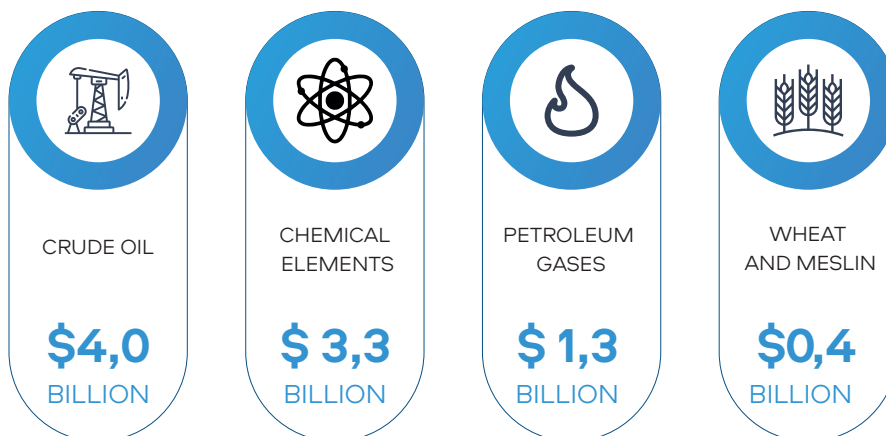 CRUDE OIL
$4,0
BILLION
CHEMICAL
ELEMENTS
$ 3,3
BILLION
PETROLEUM
GASES
$ 1,3
BILLION
WHEAT
AND MESLIN
$0,4
BILLION